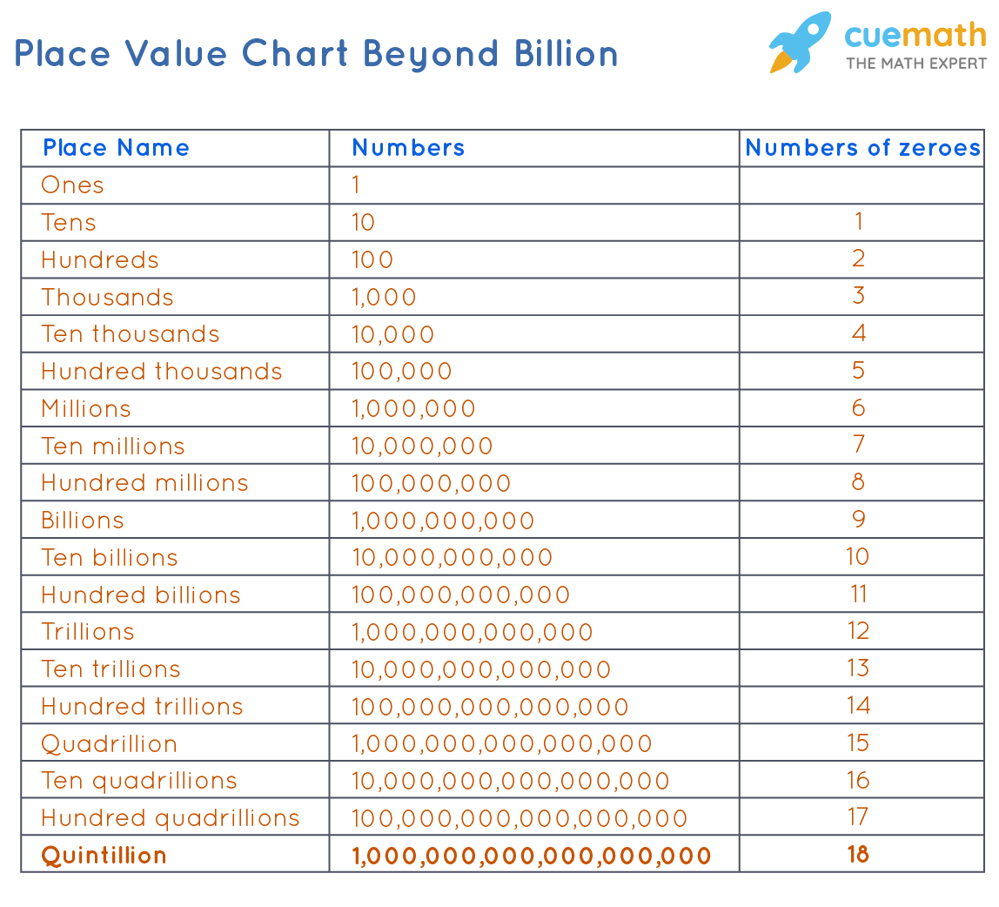 Place Value Chart Beyond Billion
cuemath
THE MATH EXPERT
Place Name Numbers Numbers of zeroes
Ones 1
Tens 10 1
Hundreds 100 2
Thousands 1,000 3
Ten thousands 10,000 4
Hundred thousands 100,000 5
Millions 1,000,000 6
Ten millions 10,000,000 7
Hundred millions 100,000,000 8
Billions 1,000,000,000 9
Ten billions 10,000,000,000 10
Hundred billions 100,000,000,000 11
Trillions 1,000,000,000,000 12
Ten trillions 10,000,000,000,000 13
Hundred trillions 100,000,000,000,000 14
Quadrillion 1,000,000,000,000,000 15
Ten quadrillions 10,000,000,000,000,000 16
Hundred quadrillions 100,000,000,000,000,000 17
Quintillion 1,000,000,000,000,000,000 18